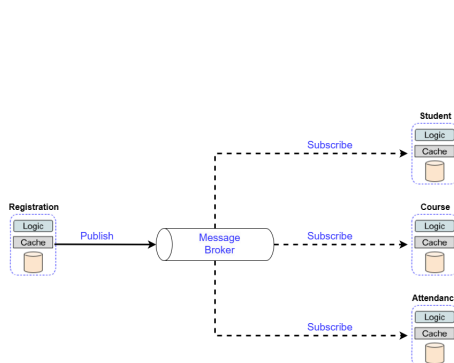 Student
Logic
Cache
Subscribe
Registration
Logic
Cache
Publish
Message
Broker
Subscribe
Course
Logic
Cache
Attendanc
Logic
Cache
Subscribe